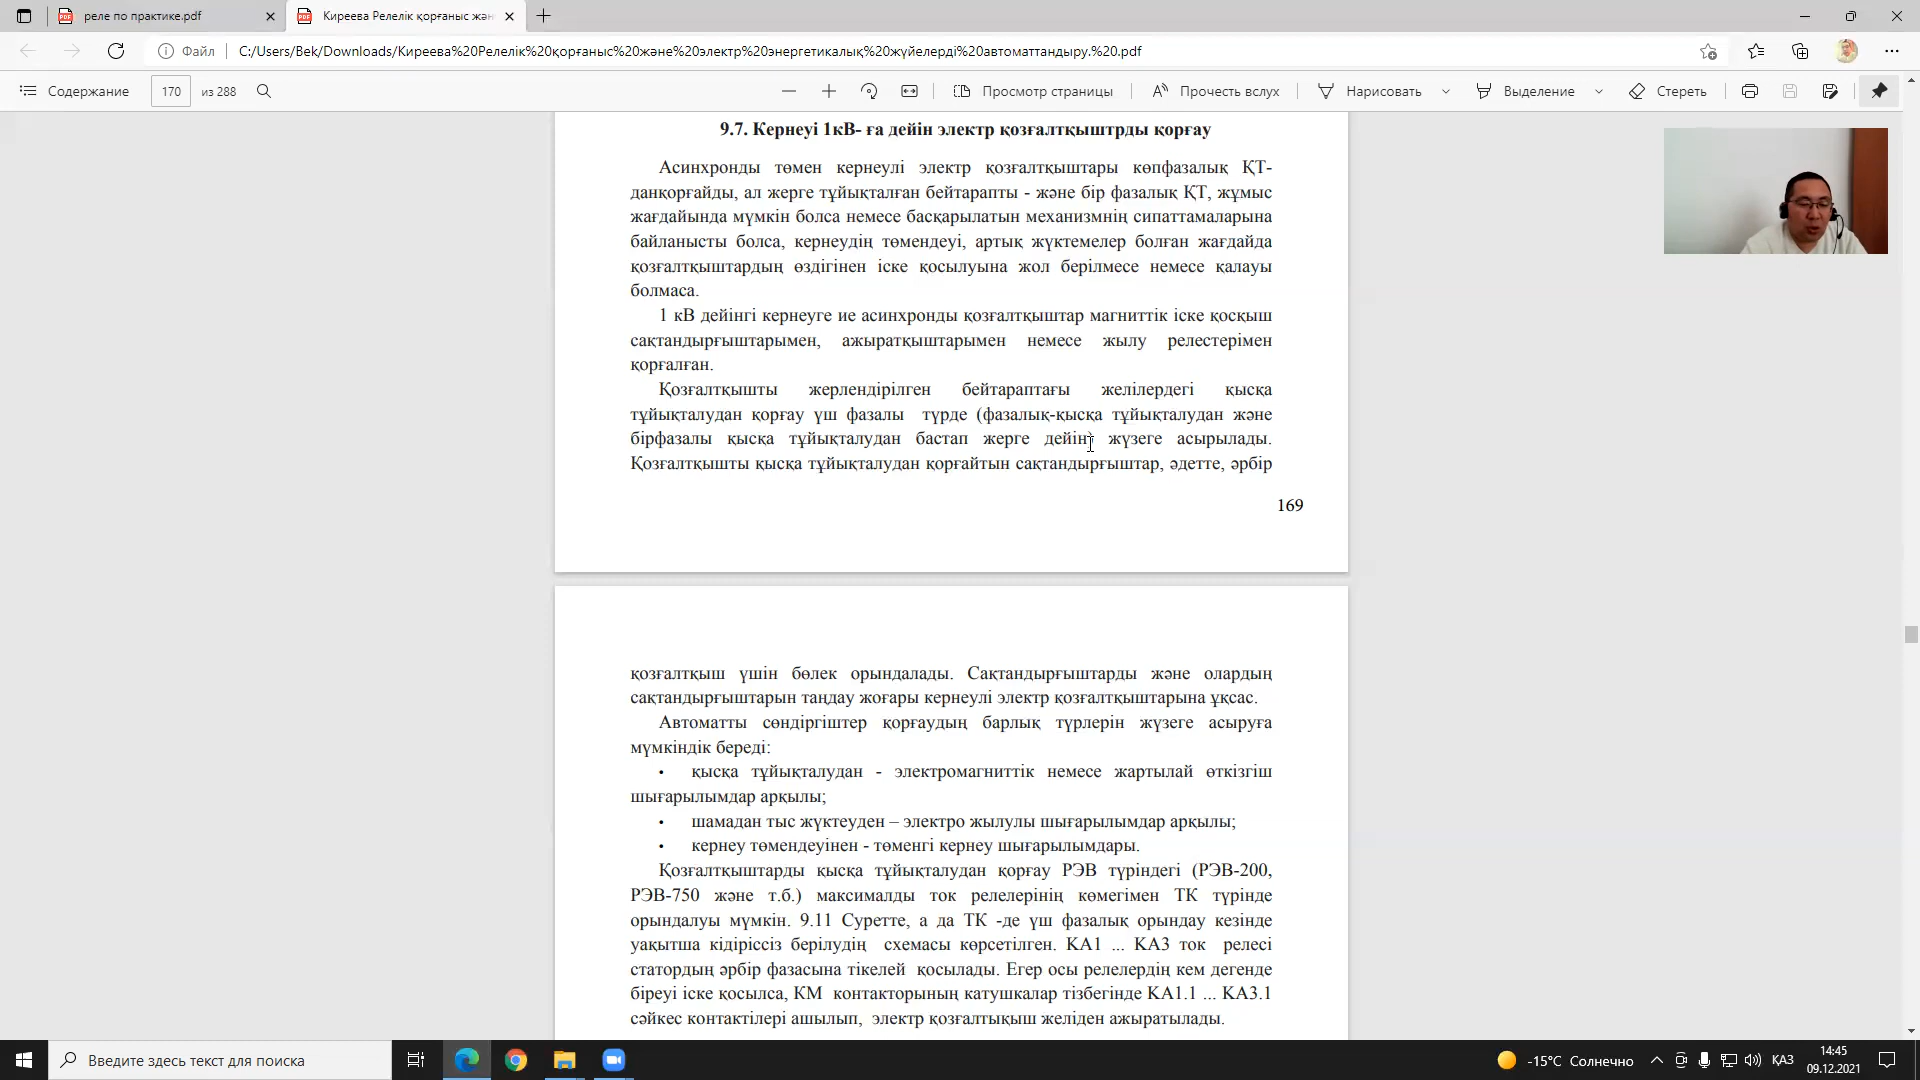 реле по практике.pdf
Киреева Релелік қорғаныс жән
Файл
C:/Users/Bek/Downloads/Киреева%20Релелік%20қорғаныс%20және%20электр%20энергетикалық%20жүйелерді%20автоматтандыру.%20.pdf
Содержание
170 из 288
Просмотр страницы
Прочесть вслух
Нарисовать
Выделение
Стереть
9.7. Кернеуі 1кВ- ға дейін электр қозғалтқыштрды қорғау
Асинхронды төмен кернеулі электр қозғалтқыштары көпфазалық ҚТ-
данқорғайды, ал жерге тұйықталған бейтарапты - және бір фазалық ҚТ, жұмыс
жағдайында мүмкін болса немесе басқарылатын механизмнің сипаттамаларына
байланысты болса, кернеудің төмендеуі, артық жүктемелер болған жағдайда
қозғалтқыштардың өздігінен іске қосылуына жол берілмесе немесе қалауы
болмаса.
1 кВ дейінгі кернеуге ие асинхронды қозғалтқыштар магниттік іске қосқыш
сақтандырғыштарымен, ажыратқыштарымен немесе жылу релестерімен
қорғалған.
Қозғалтқышты жерлендірілген бейтараптағы желілердегі қысқа
тұйықталудан қорғау үш фазалы түрде (фазалық-қысқа тұйықталудан және
бірфазалы қысқа тұйықталудан бастап жерге дейін) жүзеге асырылады.
Қозғалтқышты қысқа тұйықталудан қорғайтын сақтандырғыштар, әдетте, әрбір
169
қозғалтқыш үшін бөлек орындалады. Сақтандырғыштарды және олардың
сақтандырғыштарын таңдау жоғары кернеулі электр қозғалтқыштарына ұқсас.
Автоматты сөндіргіштер қорғаудың барлық түрлерін жүзеге асыруға
мүмкіндік береді:
• қысқа тұйықталудан - электромагниттік немесе жартылай өткізгіш
шығарылымдар арқылы;
• шамадан тыс жүктеуден – электро жылулы шығарылымдар арқылы;
• кернеу төмендеуінен - төменгі кернеу шығарылымдары.
Қозғалтқыштарды қысқа тұйықталудан қорғау РЭВ түріндегі (РЭВ-200,
РЭВ-750 және т.б.) максималды ток релелерінің көмегімен ТК түрінде
орындалуы мүмкін. 9.11 Суретте, а да ТК -де үш фазалық орындау кезінде
уақытша кідіріссіз берілудің схемасы көрсетілген. КА1 ... КА3 ток релесі
статордың әрбір фазасына тікелей қосылады. Егер осы релелердің кем дегенде
біреуі іске қосылса, КМ контакторының катушкалар тізбегінде КА1.1 ... КА3.1
сәйкес контактілері ашылып, электр қозғалтықыш желіден ажыратылады.
Введите здесь текст для поиска
-15°C Солнечно
ҚАЗ
14:45
09.12.2021